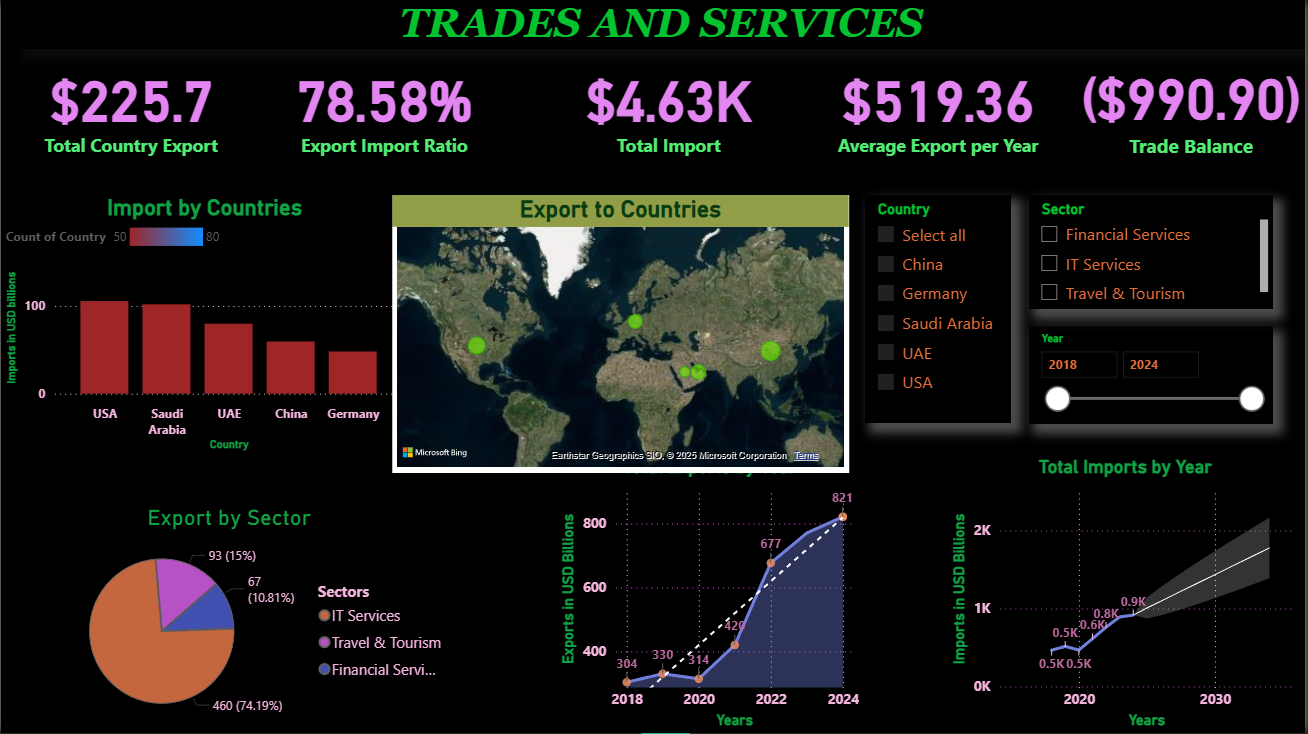 TRADES AND SERVICES
$225.7
Total Country Export
78.58%
Export Import Ratio
$4.63K
Total Import
$519.36
Average Export per Year
($990.90)
Trade Balance
Import by Countries
Count of Country 50 80
Imports in USD billions
100
0
USA
Saudi
Arabia
UAE
China
Germany
Country
Export to Countries
Microsoft Bing
Earthstar Geographics SIO, © 2025 Microsoft Corporation Terms
Country
Select all
China
Germany
Saudi Arabia
UAE
USA
Sector
Financial Services
IT Services
Travel & Tourism
Year
2018 2024
Export by Sector
93 (15%)
67
(10.81%)
460 (74.19%)
Sectors
IT Services
Travel & Tourism
Financial Servi...
Exports in USD Billions
800
600
400
304
330
314
420
677
821
2018 2020 2022 2024
Years
Total Imports by Year
Imports in USD Billions
2K
1K
0K
0.5K
0.5K
0.5K
0.6K
0.8K
0.9K
2020 2030
Years